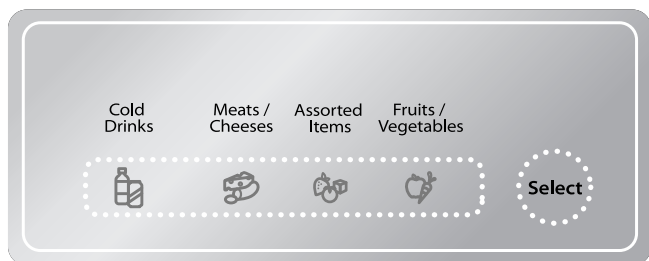 Cold
Drinks
Meats /
Cheeses
Assorted
Items
Fruits /
Vegetables
Select